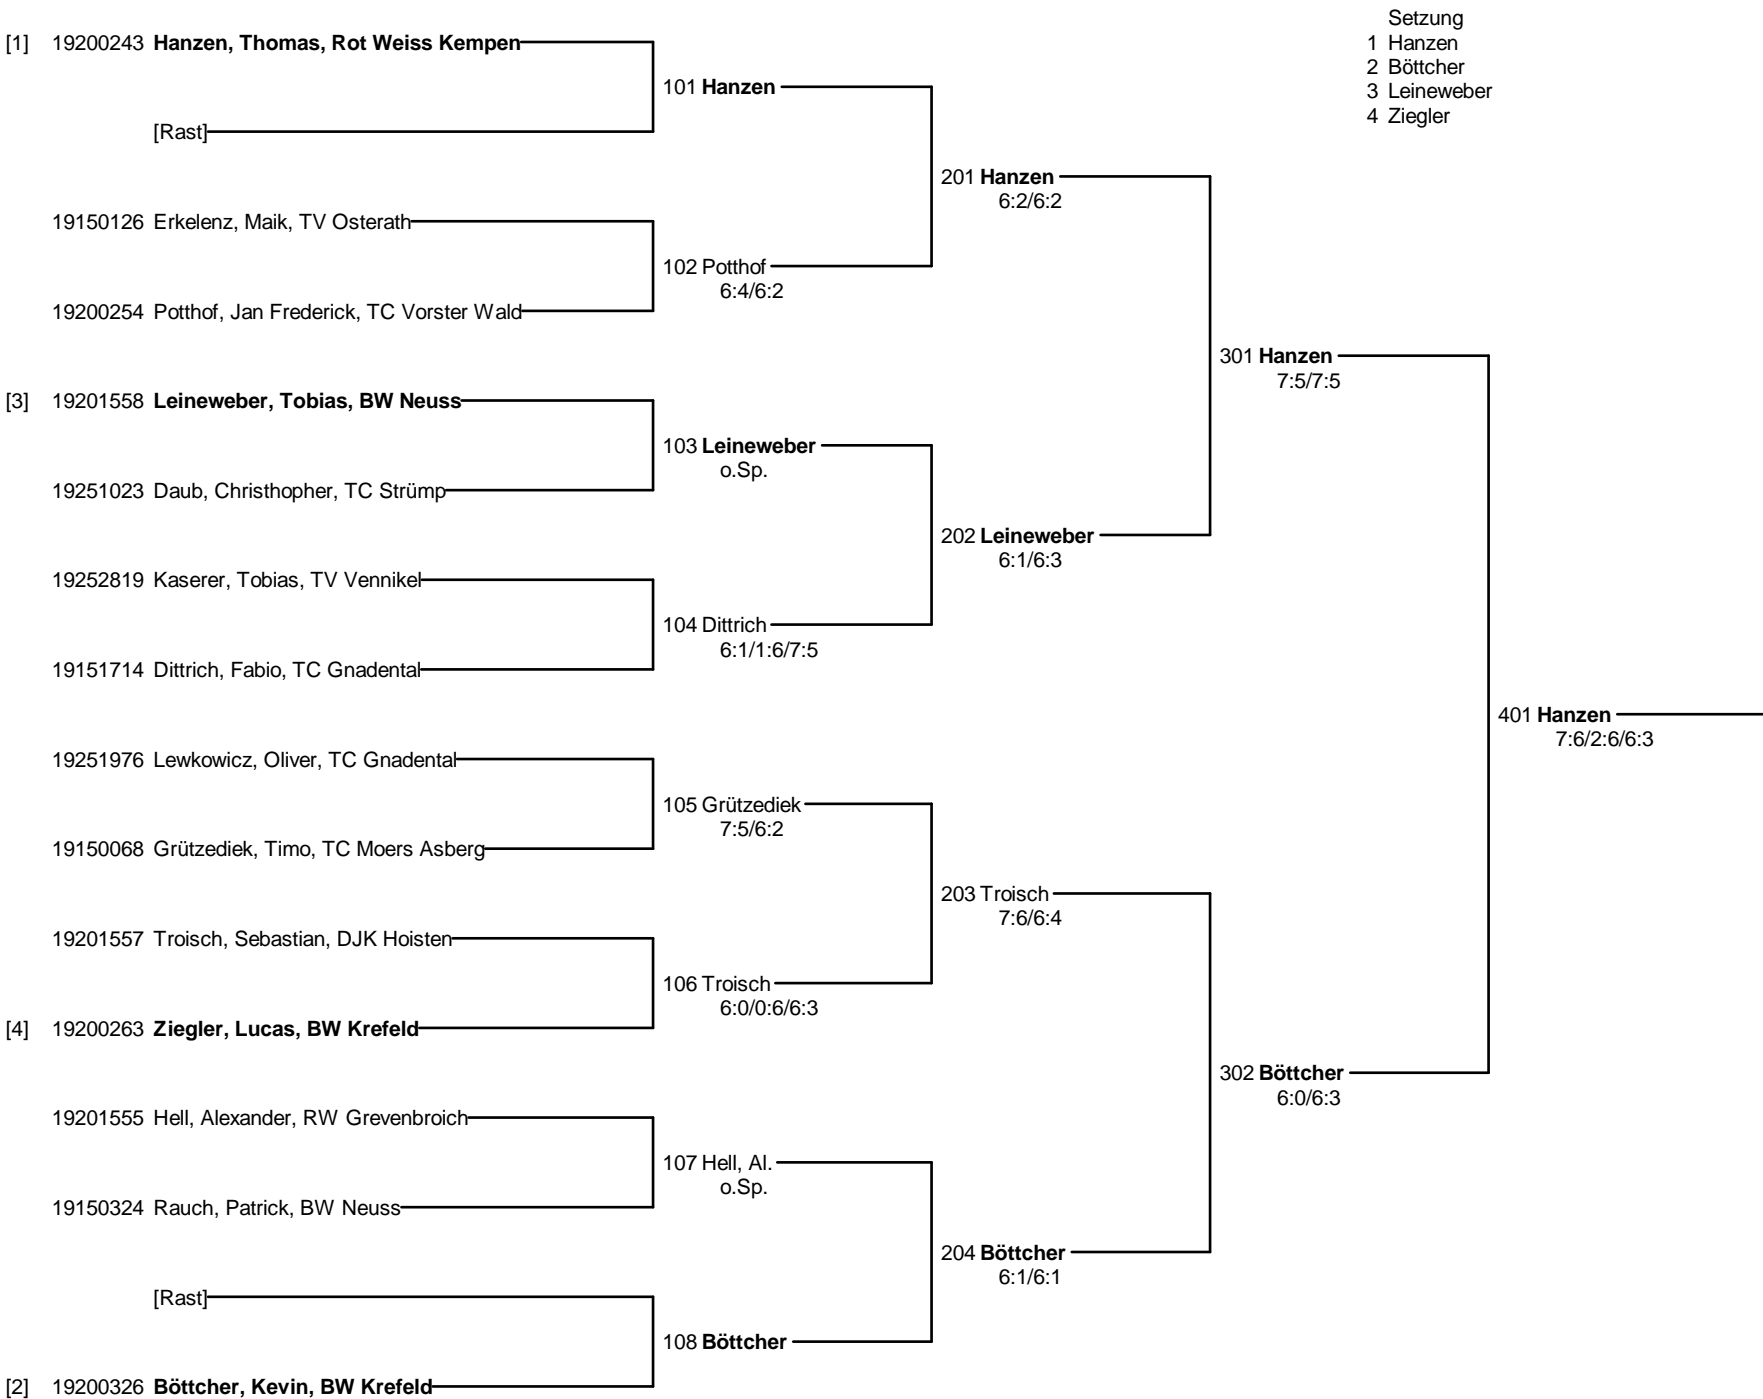 Setzung
1 Hanzen
2 Böttcher
3 Leineweber
4 Ziegler
[1] 19200243 Hanzen, Thomas, Rot Weiss Kempen
101 Hanzen
[Rast]
201 Hanzen
6:2/6:2
19150126 Erkelenz, Maik, TV Osterath
102 Potthof
6:4/6:2
19200254 Potthof, Jan Frederick, TC Vorster Wald
301 Hanzen
7:5/7:5
[3] 19201558 Leineweber, Tobias, BW Neuss
103 Leineweber
o.Sp.
19251023 Daub, Christhopher, TC Strümp
202 Leineweber
6:1/6:3
19252819 Kaserer, Tobias, TV Vennikel
104 Dittrich
6:1/1:6/7:5
19151714 Dittrich, Fabio, TC Gnadental
401 Hanzen
7:6/2:6/6:3
19251976 Lewkowicz, Oliver, TC Gnadental
105 Grützediek
7:5/6:2
19150068 Grützediek, Timo, TC Moers Asberg
203 Troisch
7:6/6:4
19201557 Troisch, Sebastian, DJK Hoisten
106 Troisch
6:0/0:6/6:3
[4] 19200263 Ziegler, Lucas, BW Krefeld
302 Böttcher
6:0/6:3
19201555 Hell, Alexander, RW Grevenbroich
107 Hell, Al.
o.Sp.
19150324 Rauch, Patrick, BW Neuss
204 Böttcher
6:1/6:1
[Rast]
108 Böttcher
[2] 19200326 Böttcher, Kevin, BW Krefeld